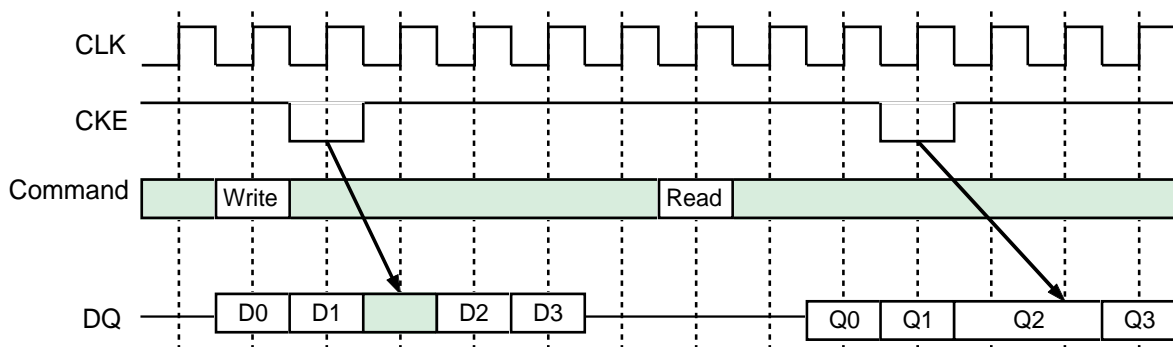 CLK
CKE
Command Write Read
DQ D0 D1 D2 D3 Q0 Q1 Q2 Q3